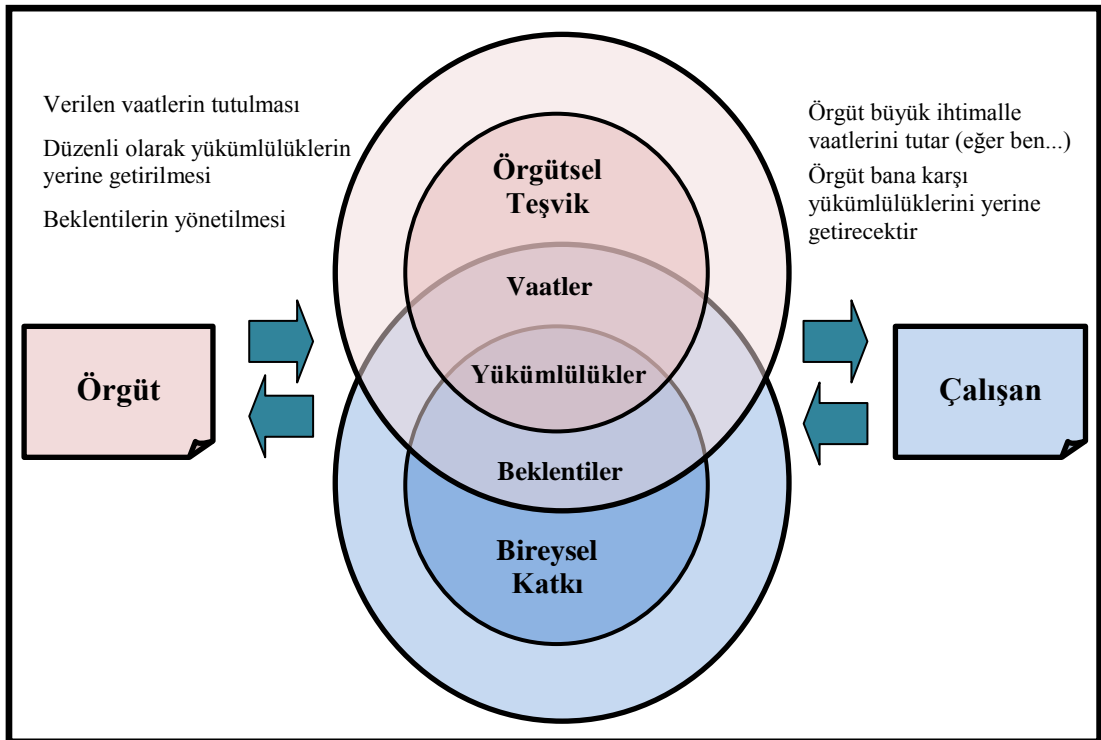 Verilen vaatlerin tutulması
Düzenli olarak yükümlülüklerin
yerine getirilmesi
Beklentilerin yönetilmesi
Örgüt büyük ihtimalle
vaatlerini tutar (eğer ben...)
Örgüt bana karşı
yükümlülüklerini yerine
getirecektir
Örgütsel
Teşvik
Vaatler
Yükümlülükler
Beklentiler
Bireysel
Katkı
Örgüt
Çalışan